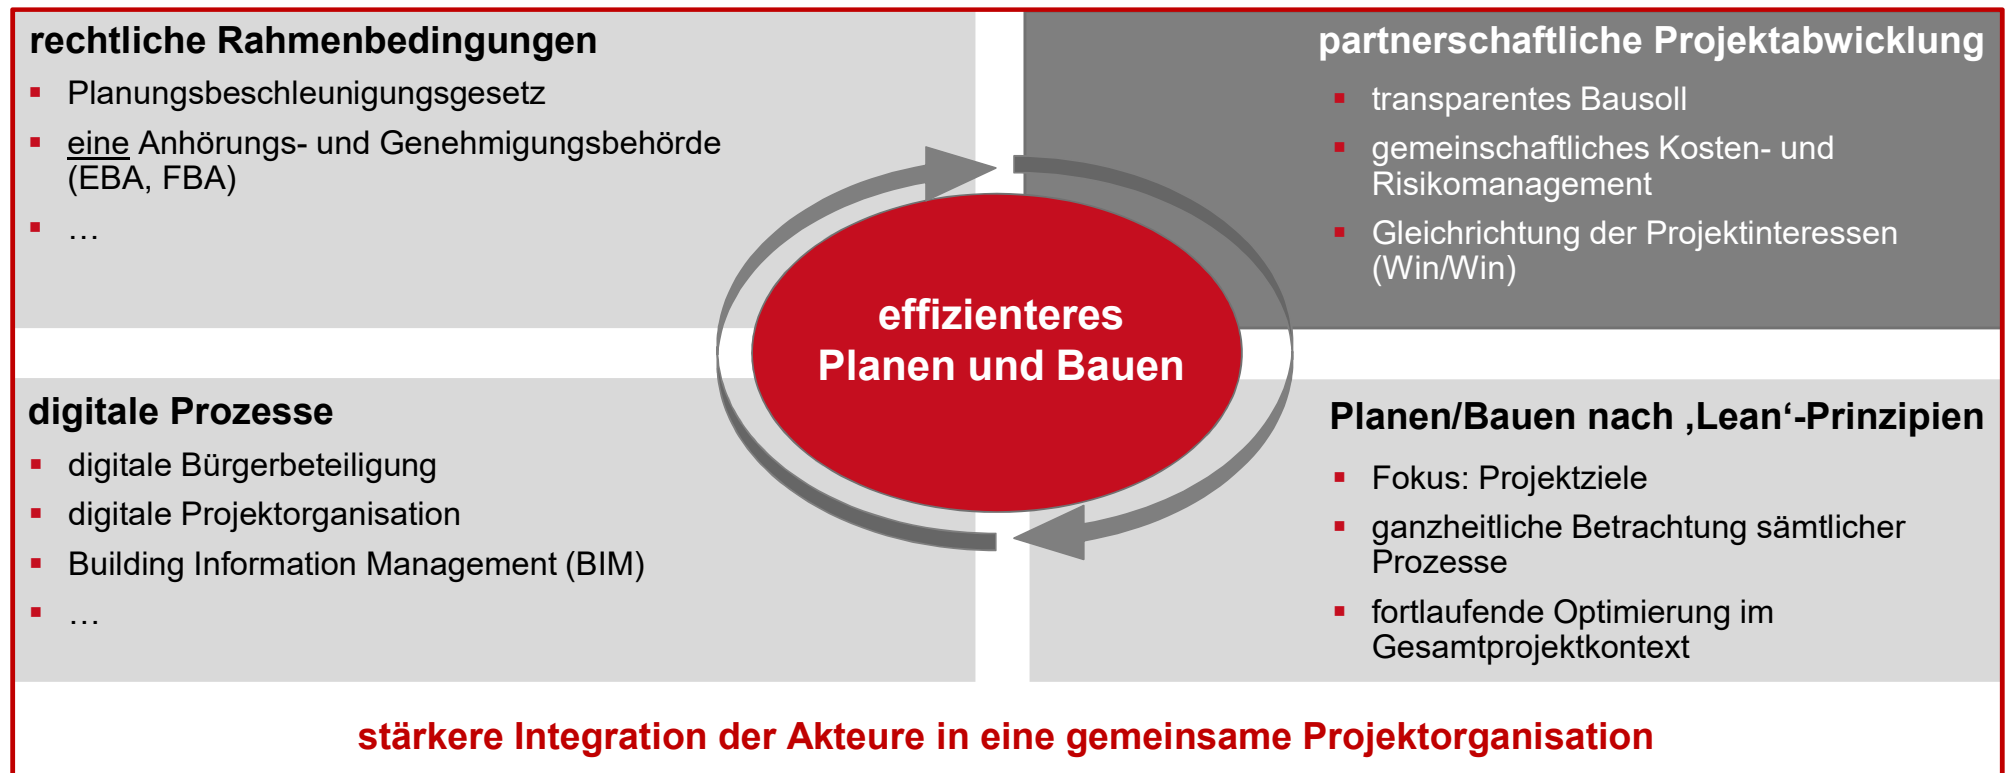 rechtliche Rahmenbedingungen
▪ Planungsbeschleunigungsgesetz
▪ eine Anhörungs- und Genehmigungsbehörde
(EBA, FBA)
▪ …
partnerschaftliche Projektabwicklung
▪ transparentes Bausoll
▪ gemeinschaftliches Kosten- und
Risikomanagement
▪ Gleichrichtung der Projektinteressen
(Win/Win)
effizienteres
Planen und Bauen
digitale Prozesse
▪ digitale Bürgerbeteiligung
▪ digitale Projektorganisation
▪ Building Information Management (BIM)
▪ …
Planen/Bauen nach ‚Lean‘-Prinzipien
▪ Fokus: Projektziele
▪ ganzheitliche Betrachtung sämtlicher
Prozesse
▪ fortlaufende Optimierung im
Gesamtprojektkontext
stärkere Integration der Akteure in eine gemeinsame Projektorganisation